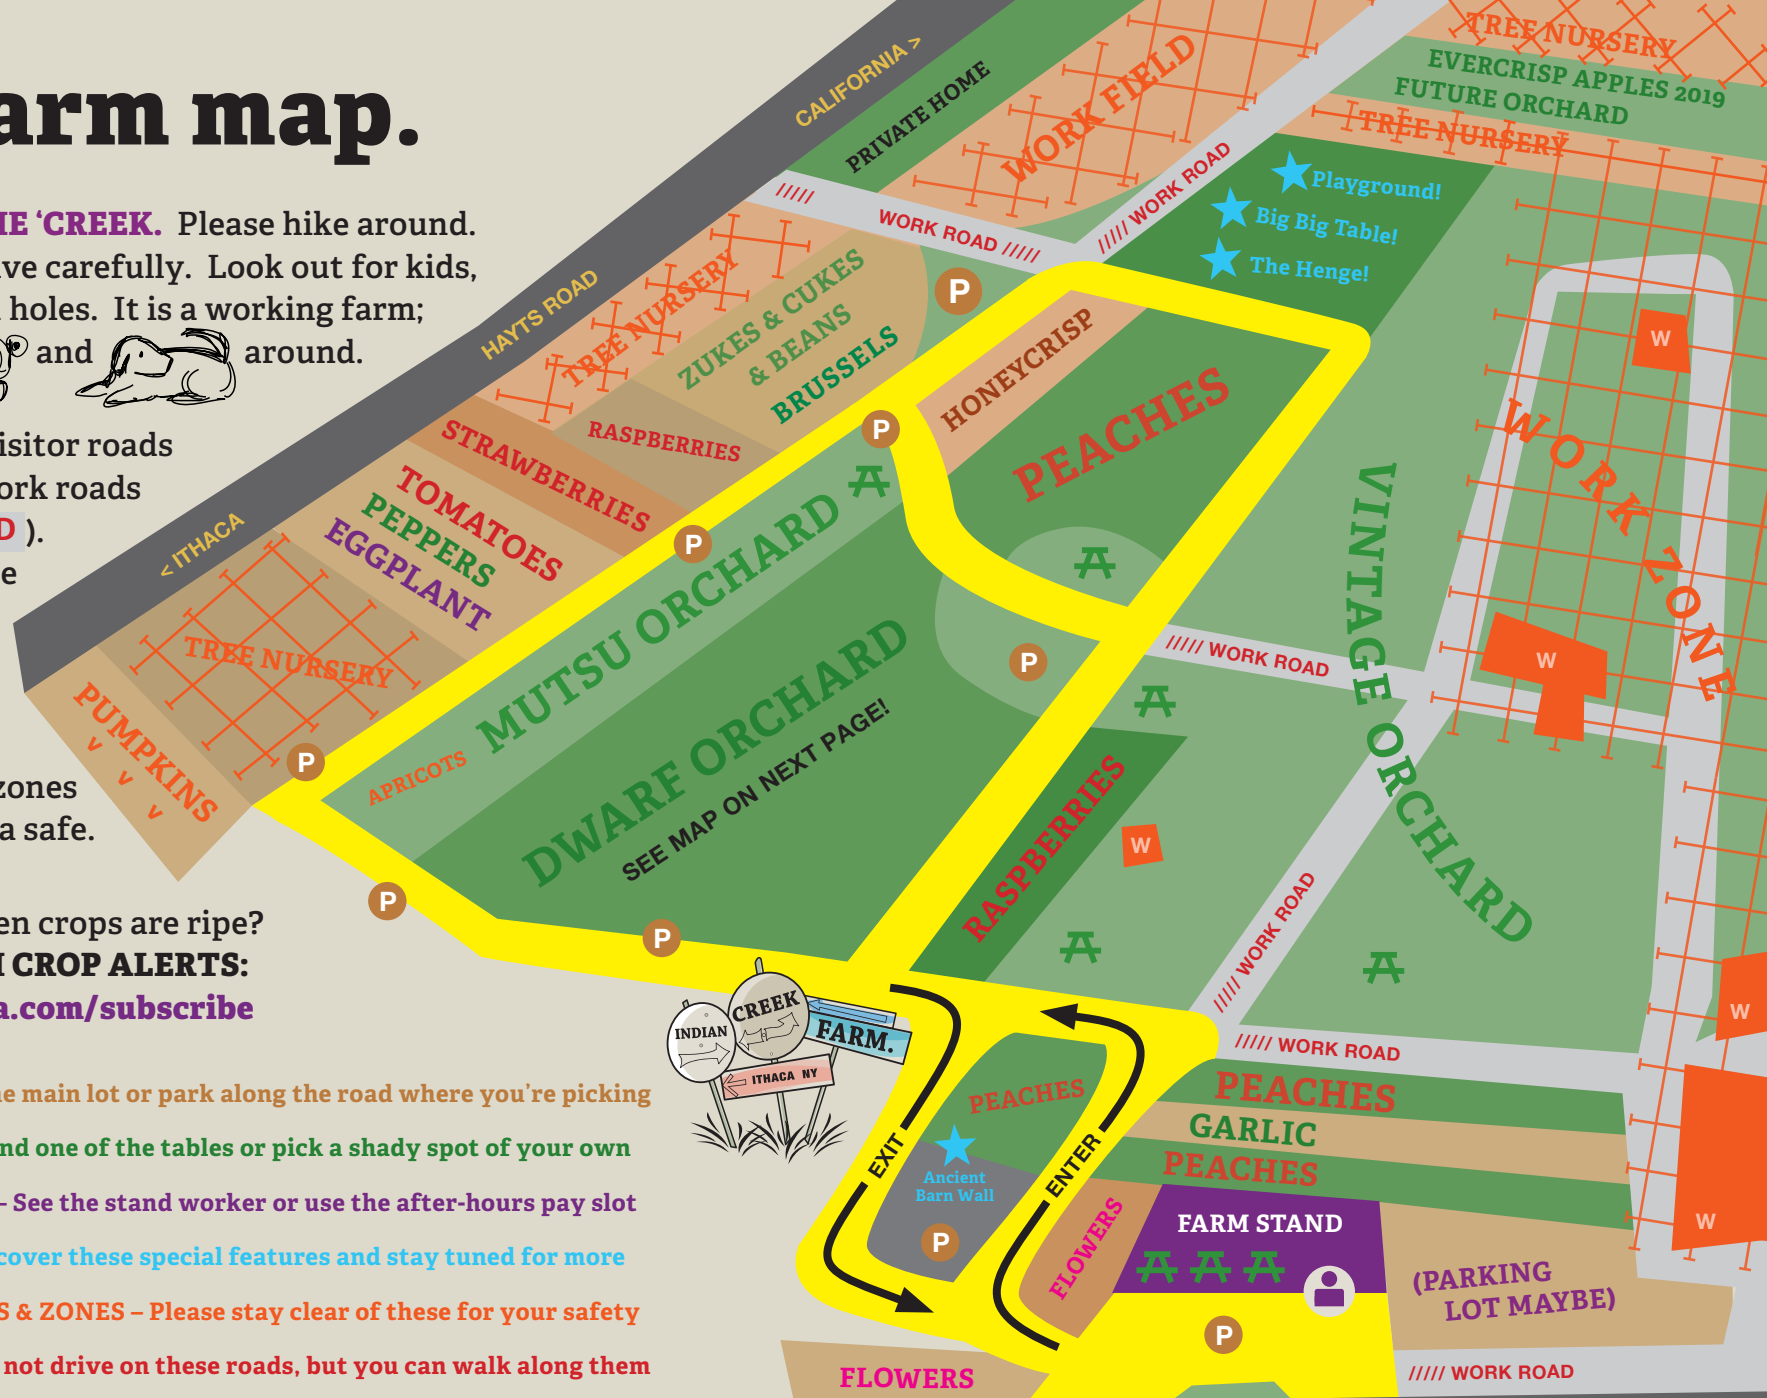 arm map.
IE ‘CREEK. Please hike around.
ive carefully. Look out for kids,
holes. It is a working farm;
and around.
isitor roads
ork roads
D ).
e
zones
a safe.
en crops are ripe?
CROP ALERTS:
a.com/subscribe
e main lot or park along the road where you’re picking
nd one of the tables or pick a shady spot of your own
– See the stand worker or use the after-hours pay slot
cover these special features and stay tuned for more
S & ZONES – Please stay clear of these for your safety
not drive on these roads, but you can walk along them
CALIFORNIA >
HAYTS ROAD
< ITHACA
PRIVATE HOME
WORK FIELD
TREE NURSERY
EVERCRISP APPLES 2019
FUTURE ORCHARD
TREE NURSERY
///// WORK ROAD
/////
WORK ROAD /////
Playground!
Big Big Table!
The Henge!
TREE NURSERY
ZUKES & CUKES
& BEANS
BRUSSELS
P
HONEYCRISP
PEACHES
STRAWBERRIES
RASPBERRIES
P
TOMATOES
PEPPERS
EGGPLANT
P
TREE NURSERY
PUMPKINS
v
v
v
P
MUTSU ORCHARD
APRICOTS
DWARF ORCHARD
SEE MAP ON NEXT PAGE!
P
P
P
///// WORK ROAD
VINTAGE ORCHARD
WORK ZONE
W
W
RASPBERRIES
W
///// WORK ROAD
W
W
INDIAN
CREEK
FARM.
ITHACA NY
EXIT
ENTER
PEACHES
Ancient
Barn Wall
P
///// WORK ROAD
PEACHES
GARLIC
PEACHES
FLOWERS
FARM STAND
(PARKING
LOT MAYBE)
P
FLOWERS
///// WORK ROAD